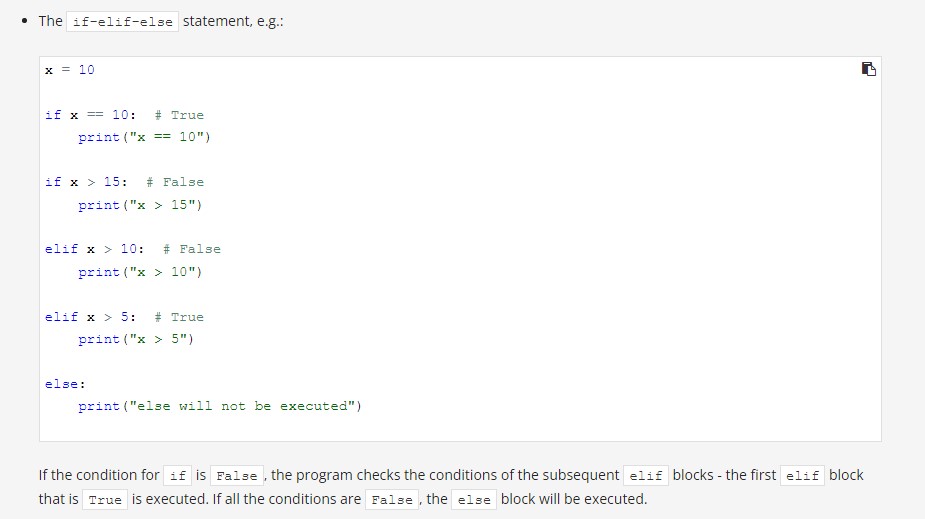 • The if-elif-else statement, e.g.:
x = 10
if x == 10:  # True
    print("x == 10")
if x > 15:  # False
    print("x > 15")
elif x > 10:  # False
    print("x > 10")
elif x > 5:  # True
    print("x > 5")
else:
    print("else will not be executed")
If the condition for if is False , the program checks the conditions of the subsequent elif blocks - the first elif block
that is True is executed. If all the conditions are False , the else block will be executed.